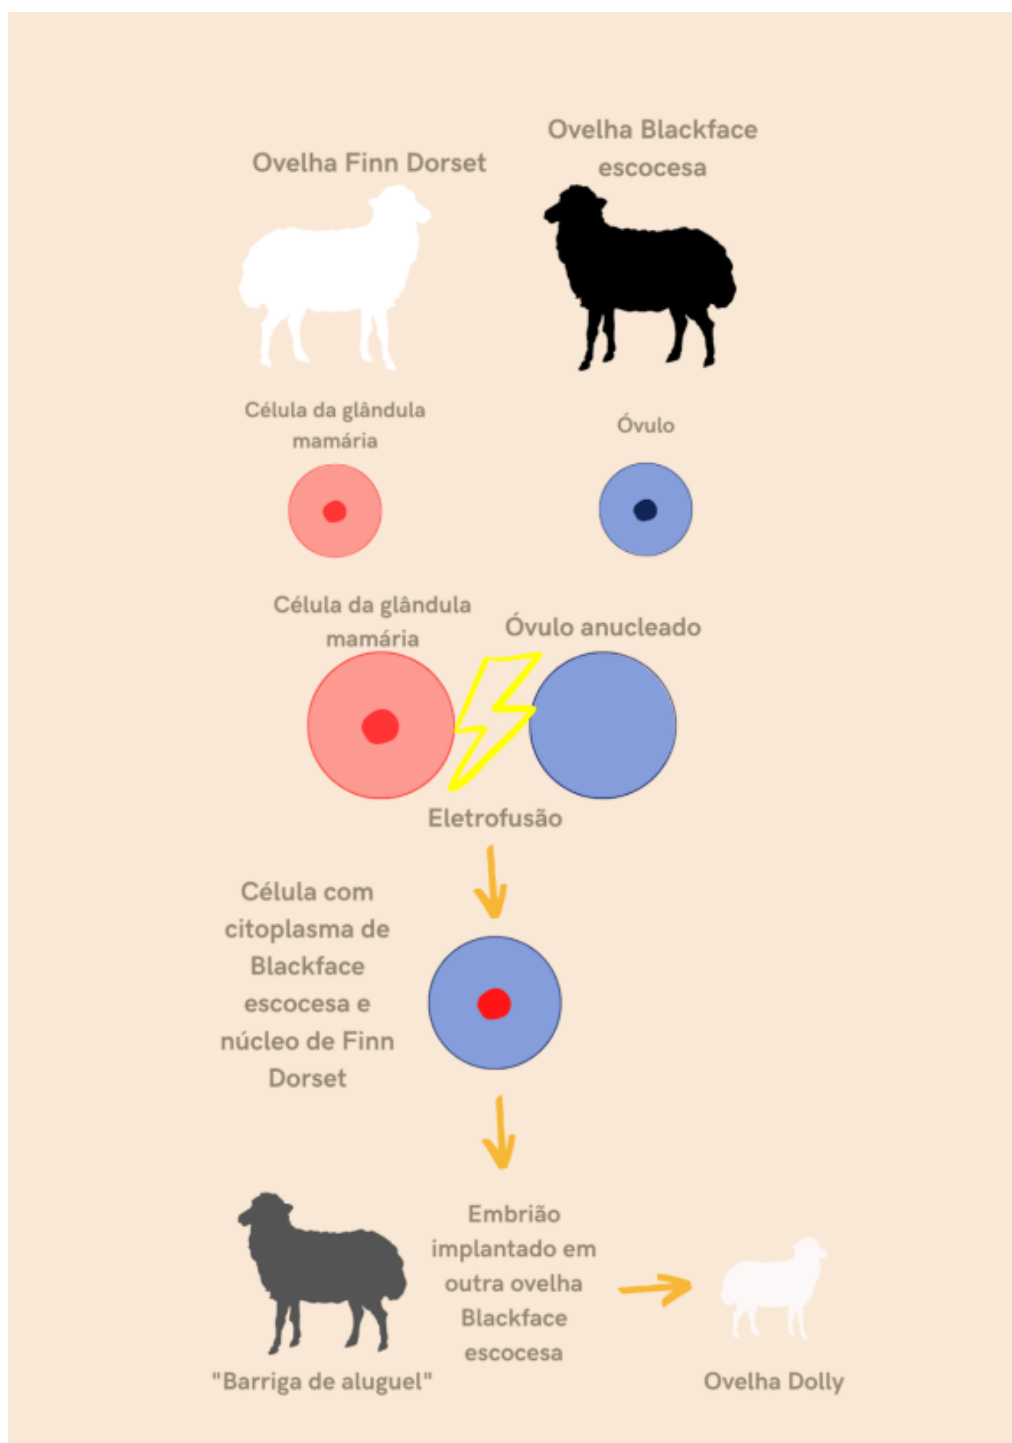 Ovelha Finn Dorset
Ovelha Blackface
escocesa
Célula da glândula
mamária
Óvulo
Célula da glândula
mamária
Óvulo anucleado
Eletrofusão
Célula com
citoplasma de
Blackface
escocesa e
núcleo de Finn
Dorset
Embrião
implantado em
outra ovelha
Blackface
escocesa
"Barriga de aluguel"
Ovelha Dolly